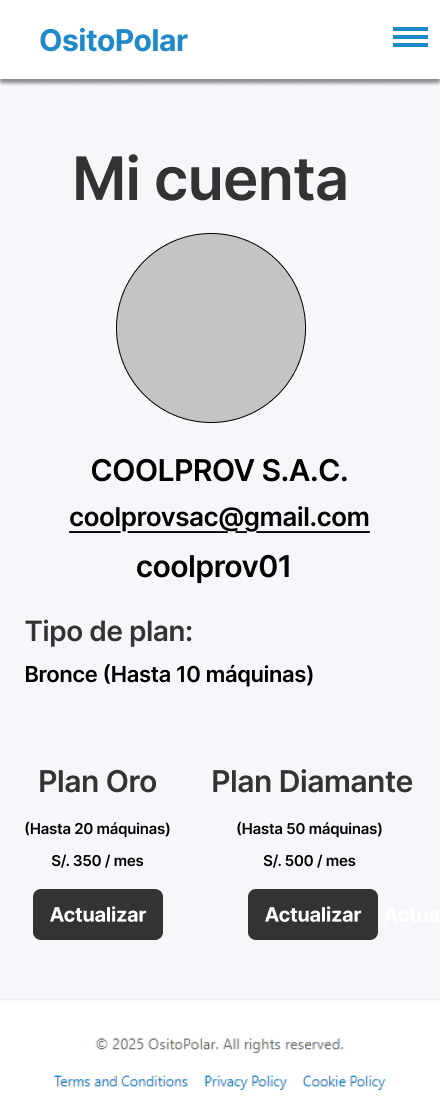 OsitoPolar
Mi cuenta
COOLPROV S.A.C.
coolprovsac@gmail.com
coolprov01
Tipo de plan:
Bronce (Hasta 10 máquinas)
Plan Oro
(Hasta 20 máquinas)
S/. 350 / mes
Actualizar
Plan Diamante
(Hasta 50 máquinas)
S/. 500 / mes
Actualizar
Actua
© 2025 OsitoPolar. All rights reserved.
Terms and Conditions Privacy Policy Cookie Policy